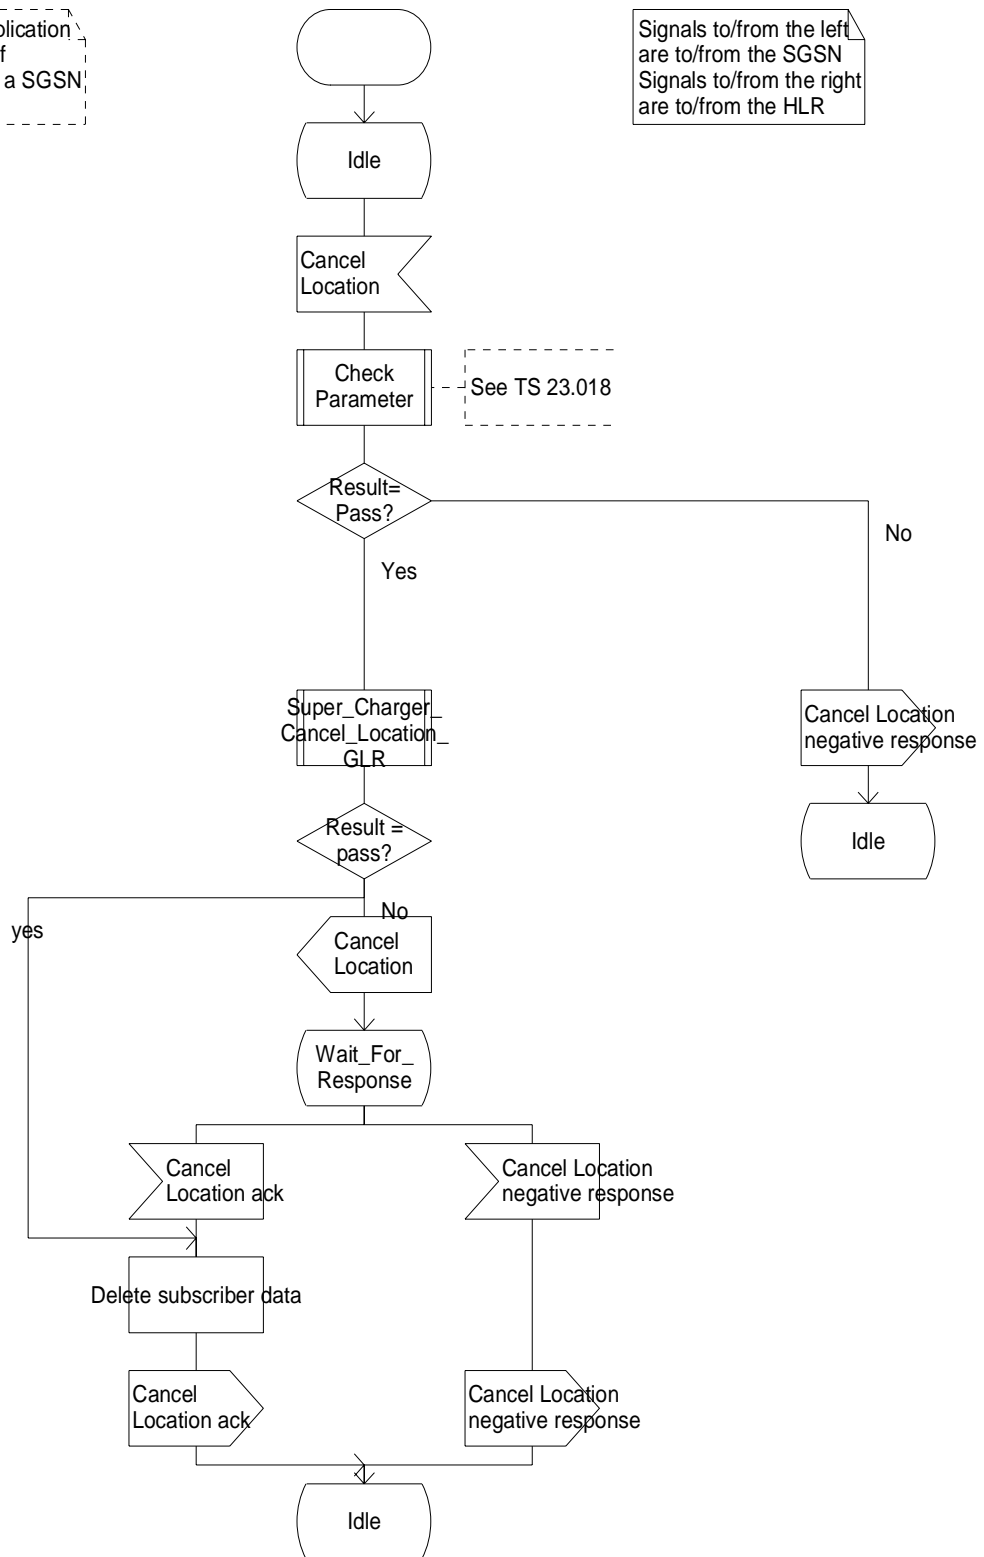 f
a SGSN
Signals to/from the left
are to/from the SGSN
Signals to/from the right
are to/from the HLR
Idle
Cancel
Location
Check
Parameter
See TS 23.018
Result=
Pass?
No
Yes
Super_Charger_
Cancel_Location_
GLR
Cancel Location
negative response
Result =
pass?
Idle
No
yes
Cancel
Location
Wait_For_
Response
Cancel
Location ack
Cancel Location
negative response
Delete subscriber data
Cancel
Location ack
Cancel Location
negative response
Idle